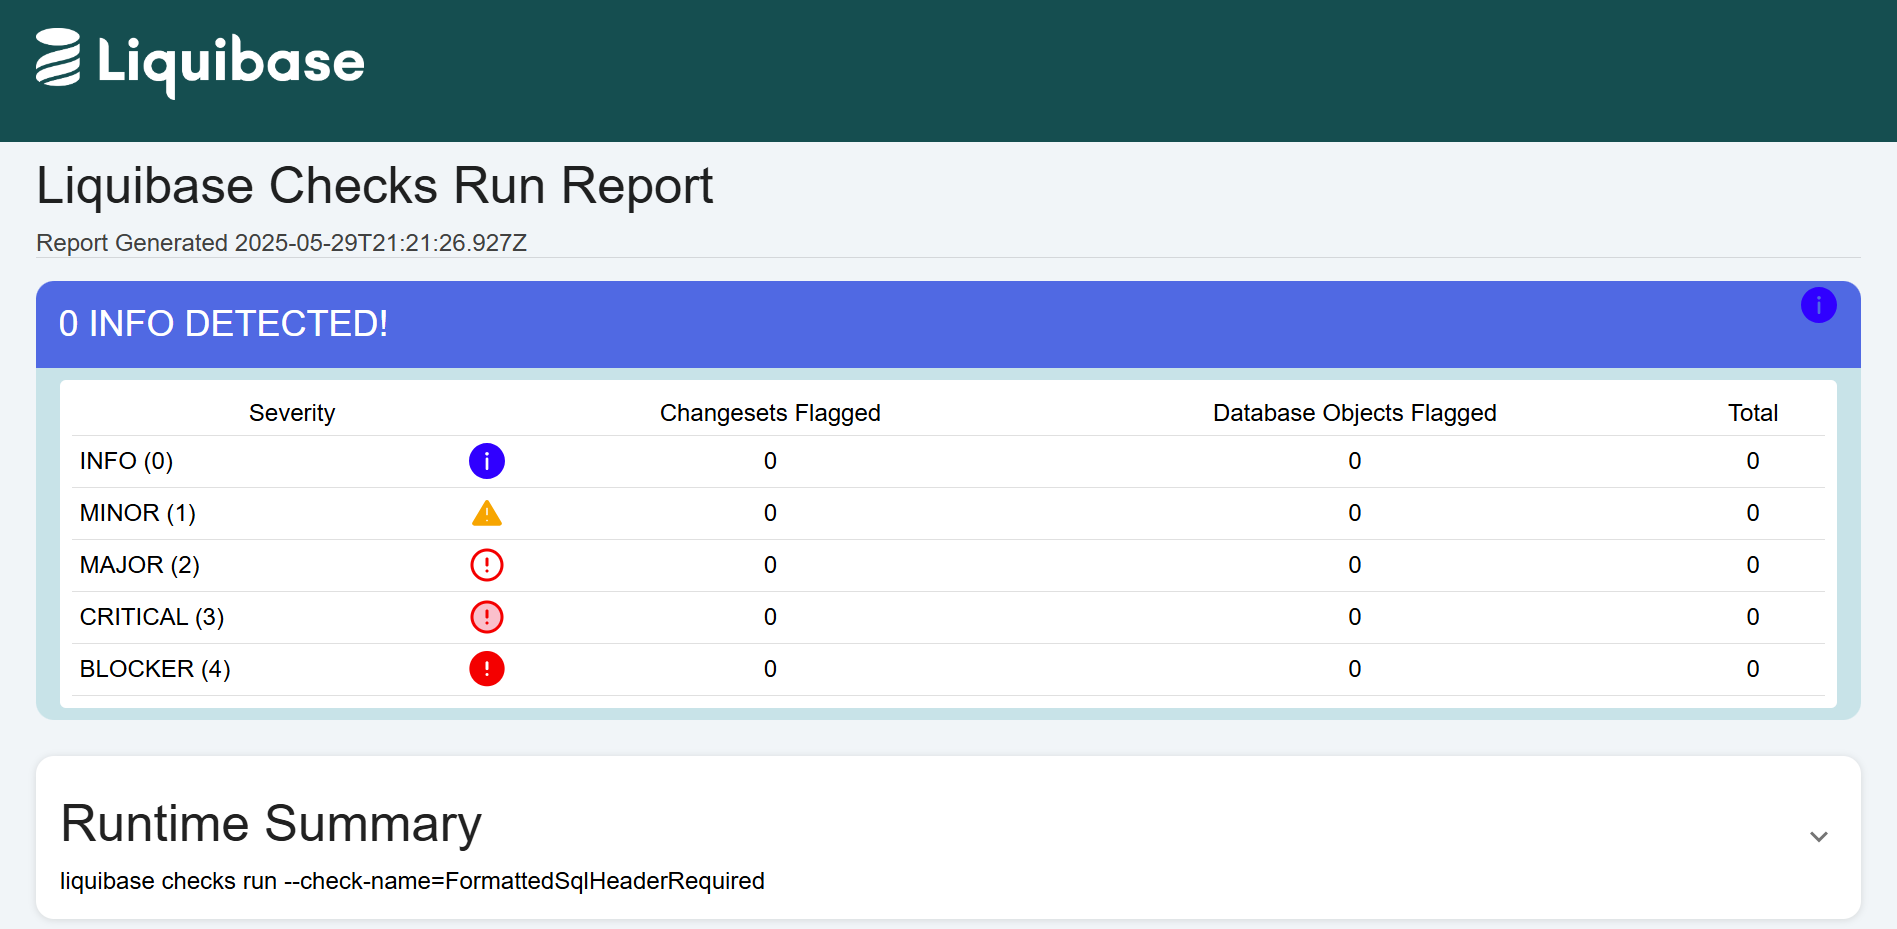 Liquibase
Liquibase Checks Run Report
Report Generated 2025-05-29T21:21:26.927Z
0 INFO DETECTED!
Severity Changesets Flagged Database Objects Flagged Total
INFO (0) 0 0 0
MINOR (1) 0 0 0
MAJOR (2) 0 0 0
CRITICAL (3) 0 0 0
BLOCKER (4) 0 0 0
Runtime Summary
liquibase checks run --check-name=FormattedSqlHeaderRequired